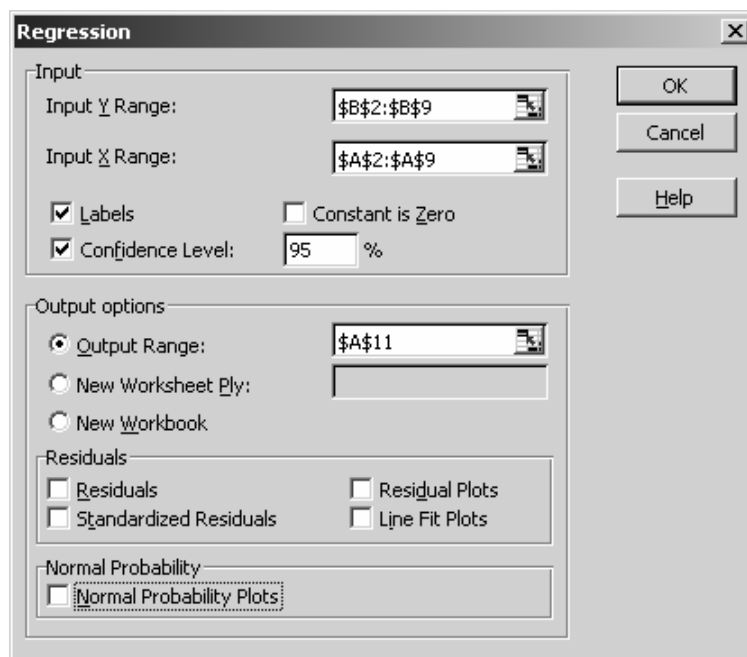 Regression
Input
Input Y Range: $B$2:$B$9
Input X Range: $A$2:$A$9
Labels Constant is Zero
Confidence Level: 95 %
OK
Cancel
Help
Output options
Output Range: $A$11
New Worksheet Ply:
New Workbook
Residuals
Residuals Residual Plots
Standardized Residuals Line Fit Plots
Normal Probability
Normal Probability Plots